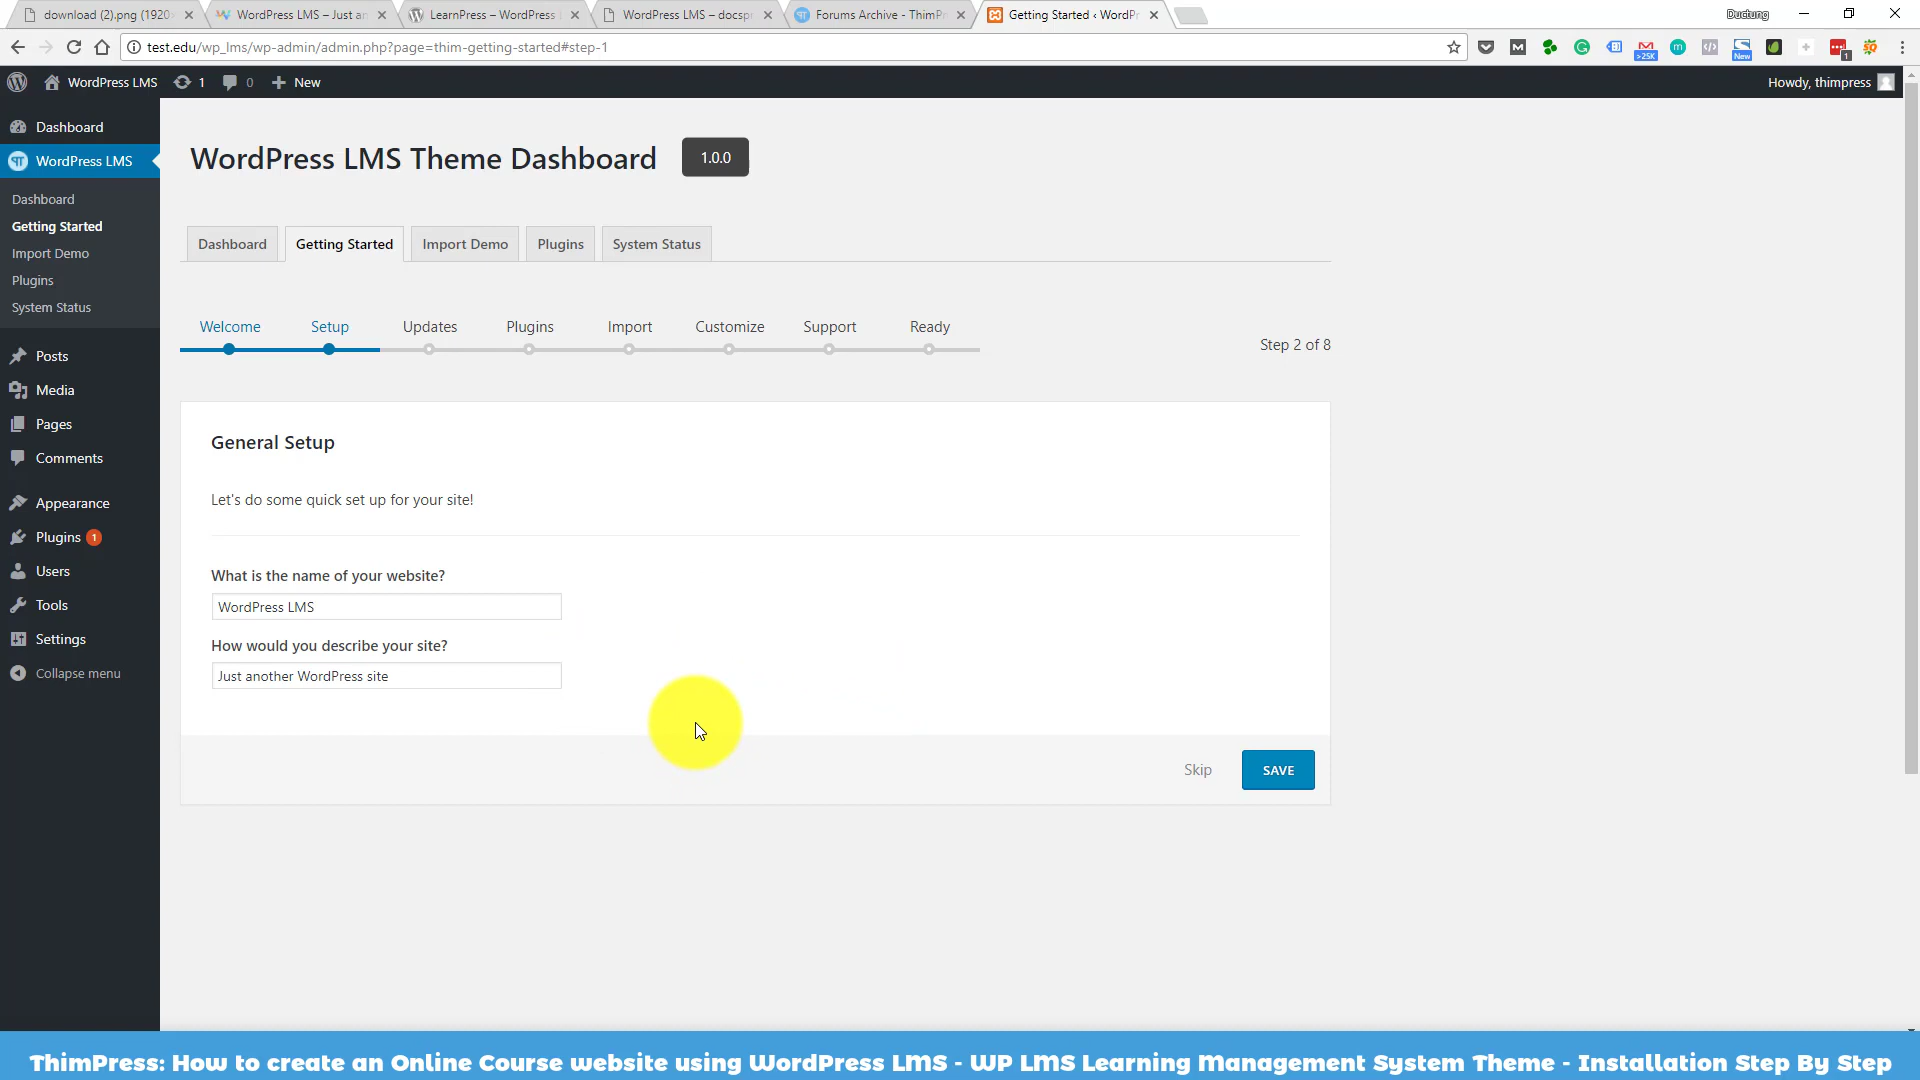 download (2).png (1920
WordPress LMS – Just an
LearnPress – WordPress
WordPress LMS – docspr
Forums Archive - ThimPr
Getting Started ‹ WordPr
Ductung
test.edu/wp_lms/wp-admin/admin.php?page=thim-getting-started#step-1
>25K
New
1
WordPress LMS
1
0
New
Howdy, thimpress
Dashboard
WordPress LMS
Dashboard
Getting Started
Import Demo
Plugins
System Status
Posts
Media
Pages
Comments
Appearance
Plugins 1
Users
Tools
Settings
Collapse menu
WordPress LMS Theme Dashboard
1.0.0
Dashboard
Getting Started
Import Demo
Plugins
System Status
Welcome
Setup
Updates
Plugins
Import
Customize
Support
Ready
Step 2 of 8
General Setup
Let's do some quick set up for your site!
What is the name of your website?
WordPress LMS
How would you describe your site?
Just another WordPress site
Skip
SAVE
ThimPress: How to create an Online Course website using WordPress LMS - WP LMS Learning Management System Theme - Installation Step By Step